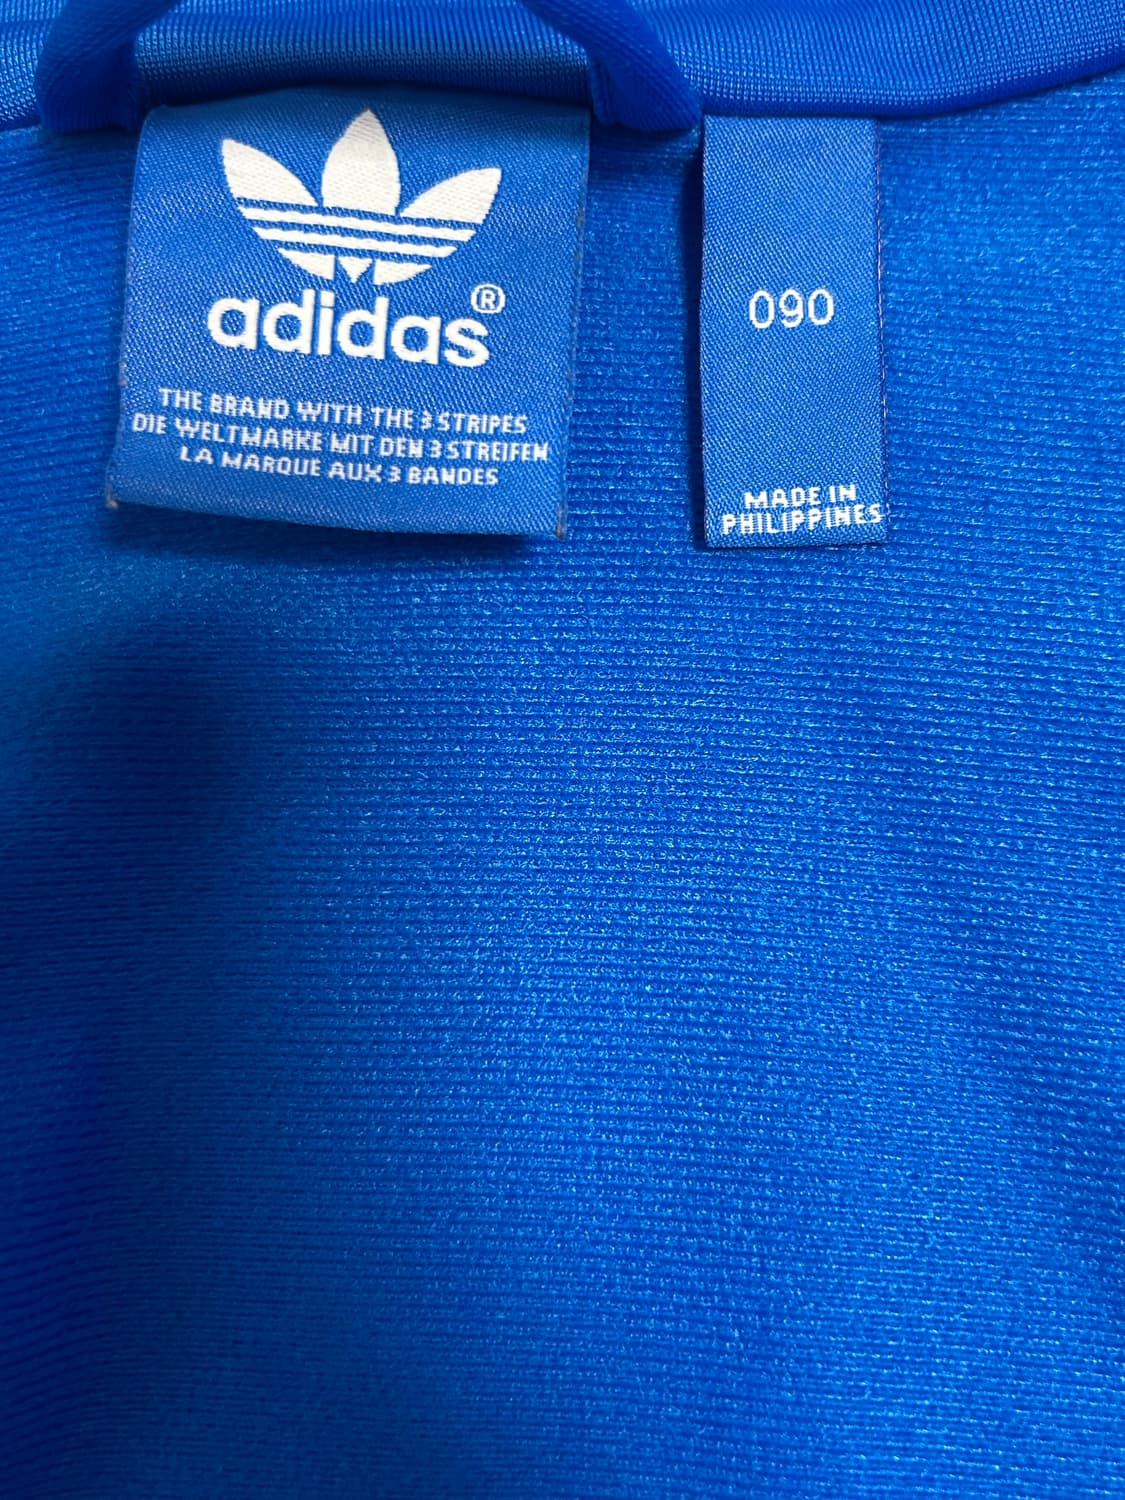 adidas®
THE BRAND WITH THE 3 STRIPES
DIE WELTMARKE MIT DEN 3 STREIFEN
LA MARQUE AUX 3 BANDES
090
MADE IN
PHILIPPINES